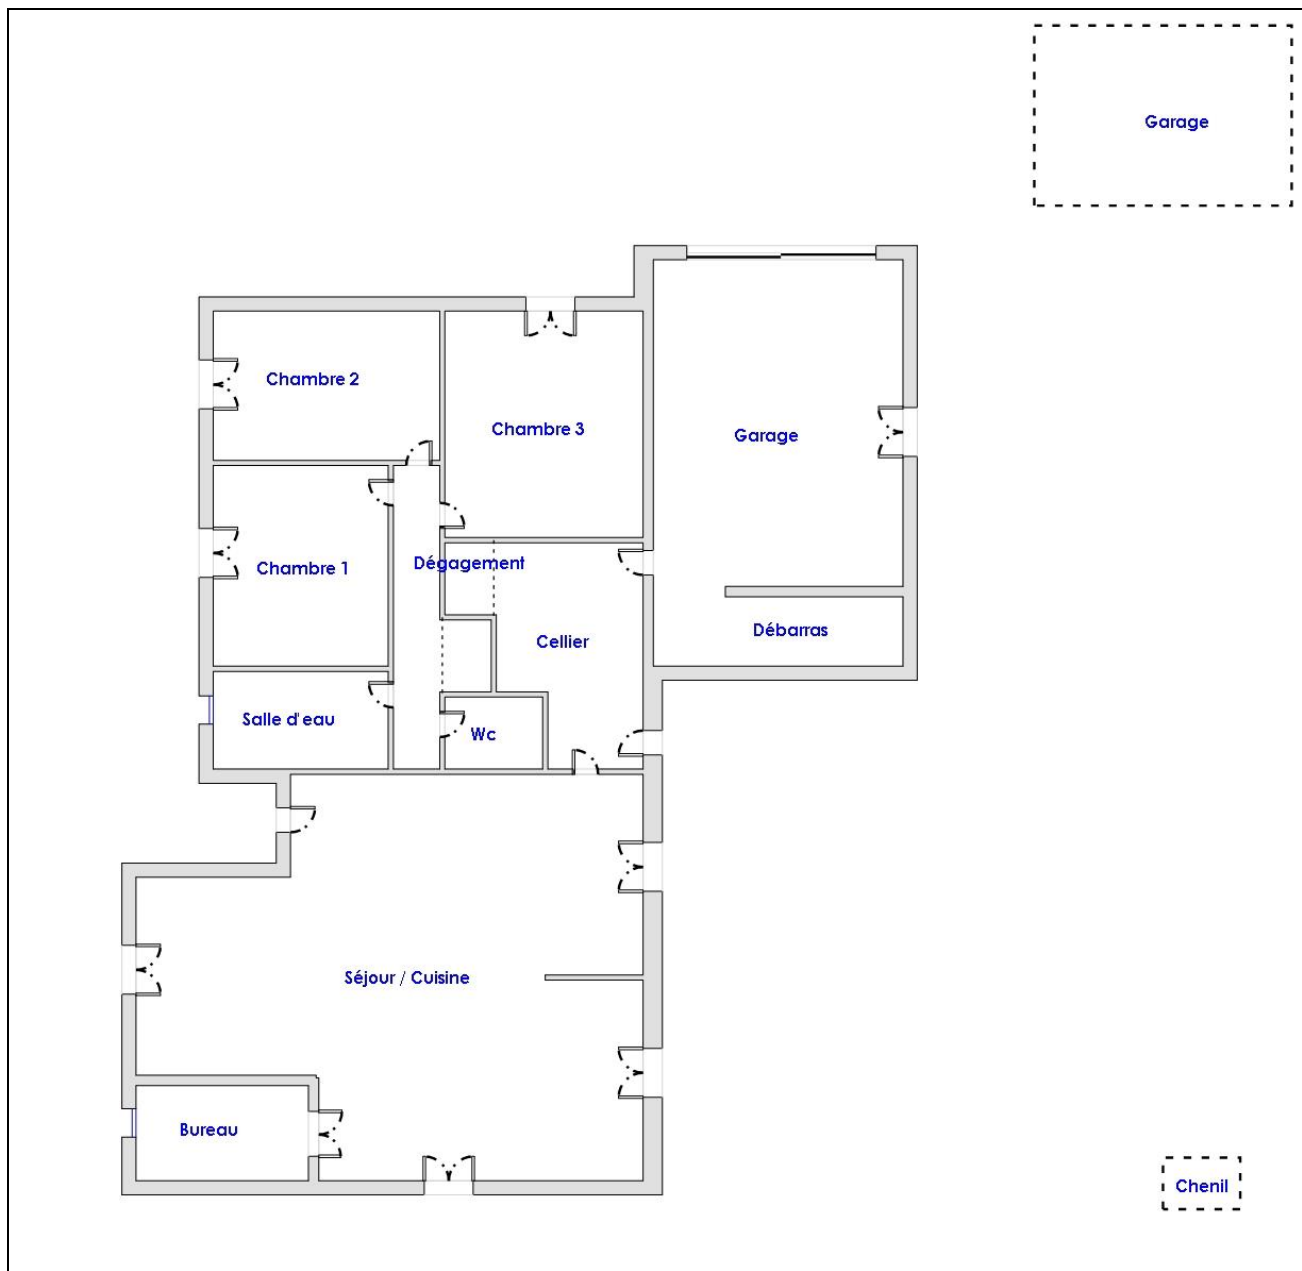 Garage
Chambre 2
Chambre 3
Garage
Dégagement
Chambre 1
Débarras
Cellier
Salle d'eau
Wc
Séjour / Cuisine
Bureau
Chenil